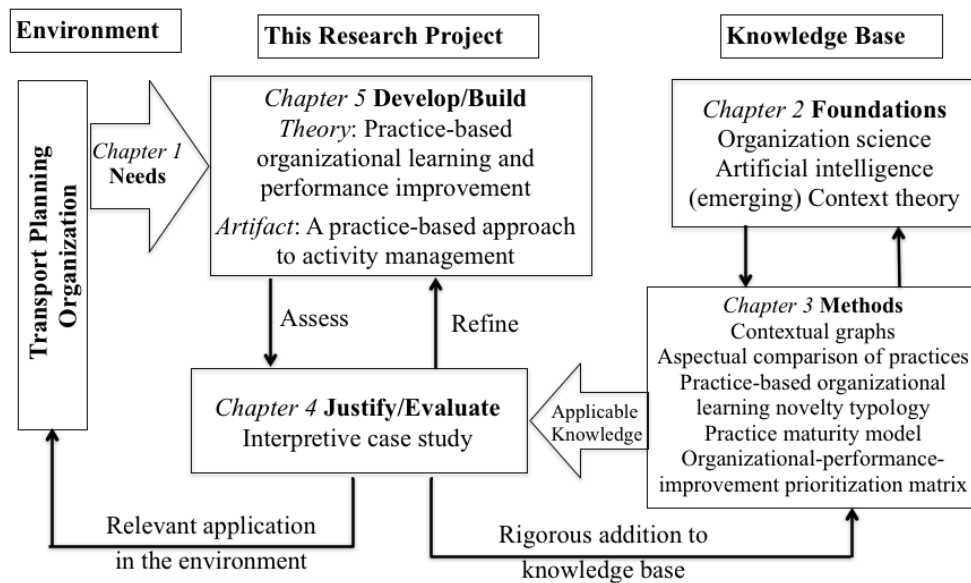 Environment
This Research Project
Knowledge Base
Transport Planning
Organization
Chapter 1
Needs
Chapter 5 Develop/Build
Theory: Practice-based
organizational learning and
performance improvement
Artifact: A practice-based approach
to activity management
Assess
Refine
Chapter 4 Justify/Evaluate
Interpretive case study
Applicable
Knowledge
Chapter 2 Foundations
Organization science
Artificial intelligence
(emerging) Context theory
Chapter 3 Methods
Contextual graphs
Aspectual comparison of practices
Practice-based organizational
learning novelty typology
Practice maturity model
Organizational-performance-
improvement prioritization matrix
Relevant application
in the environment
Rigorous addition to
knowledge base